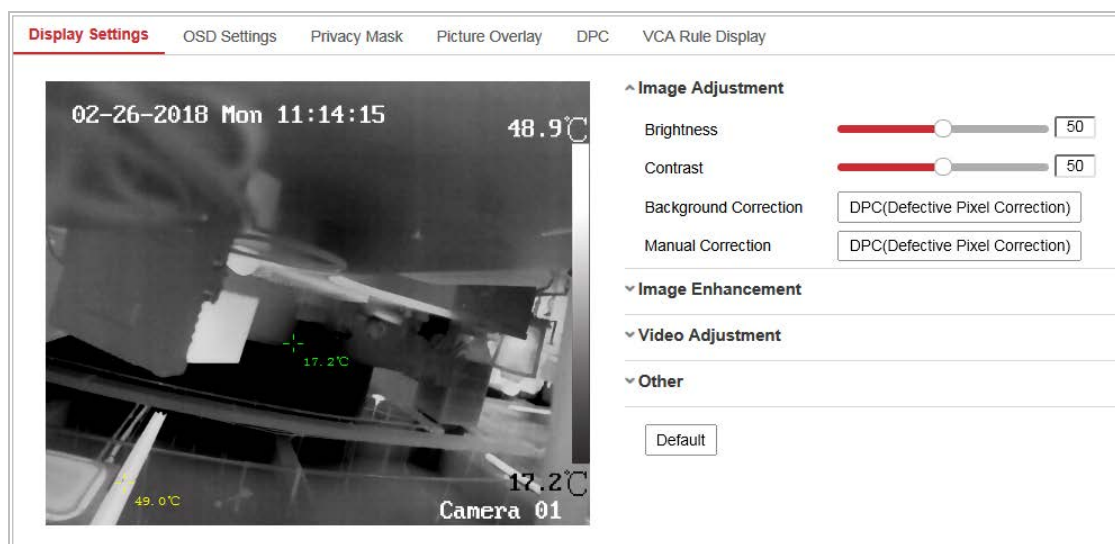 Display Settings OSD Settings Privacy Mask Picture Overlay DPC VCA Rule Display
02-26-2018 Mon 11:14:15
48.9℃
17.2℃
49.0℃
17.2℃
Camera 01
Image Adjustment
Brightness 50
Contrast 50
Background Correction DPC(Defective Pixel Correction)
Manual Correction DPC(Defective Pixel Correction)
Image Enhancement
Video Adjustment
Other
Default